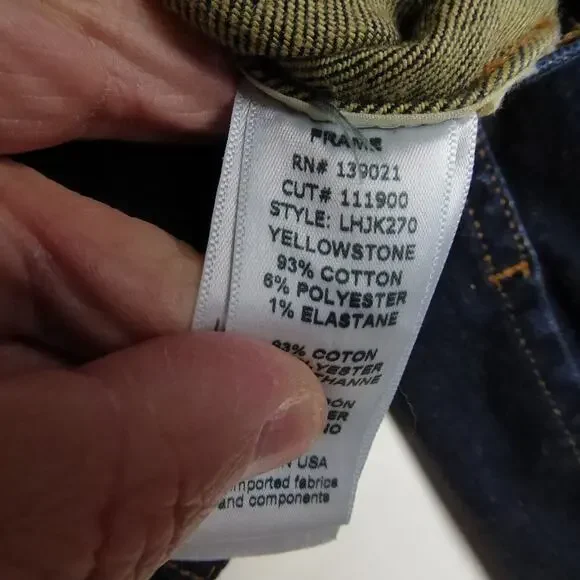 FRAME
RN# 139021
CUT# 111900
STYLE: LHJK270
YELLOWSTONE
93% COTTON
6% POLYESTER
1% ELASTANE
93% COTON
USA
imported fabrics
and components